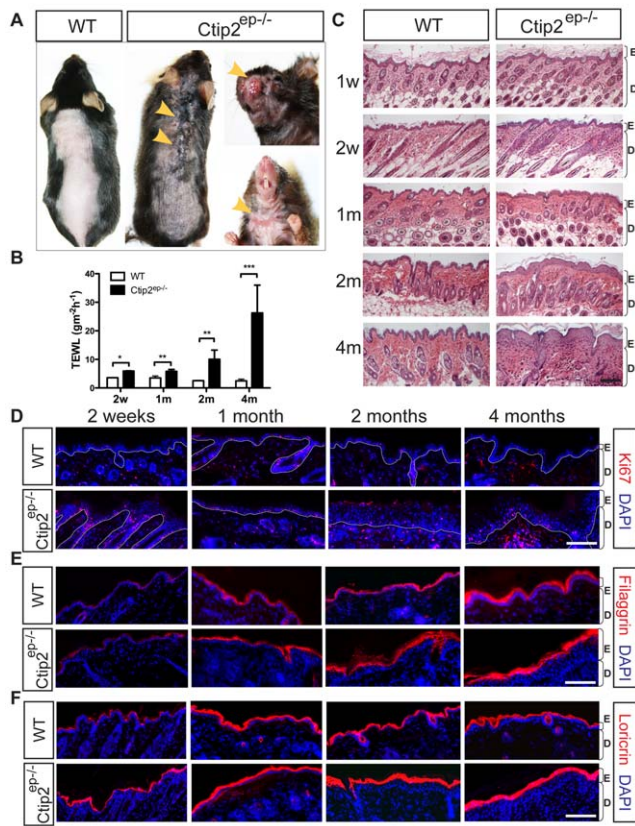 A
WT
Ctip2ep-/-
B
WT
Ctip2ep-/-
TEWL (gm-2h-1)
40
30
20
10
0
*
**
**
***
2w
1m
2m
4m
C
WT
Ctip2ep-/-
1w
E
D
2w
E
D
1m
E
D
2m
E
D
4m
E
D
D
2 weeks
1 month
2 months
4 months
WT
E
D
Ctip2ep-/-
E
D
Ki67
DAPI
E
WT
E
D
Ctip2ep-/-
E
D
Filaggrin
DAPI
F
WT
E
D
Ctip2ep-/-
E
D
Loricrin
DAPI